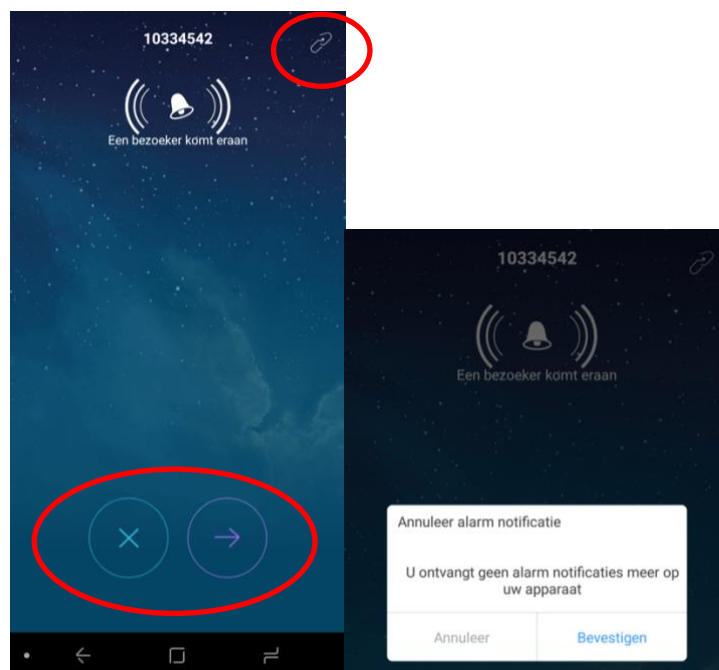 10334542
Een bezoeker komt eraan
10334542
Een bezoeker komt eraan
Annuleer alarm notificatie
U ontvangt geen alarm notificaties meer op
uw apparaat
Annuleer
Bevestigen